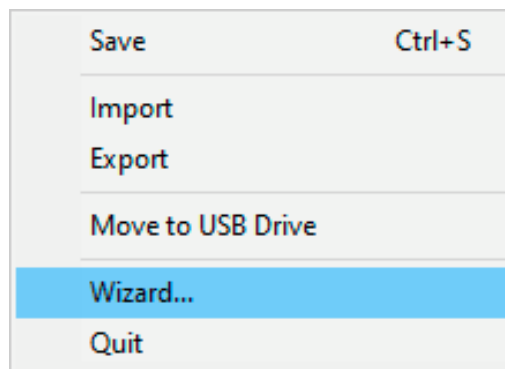 Save Ctrl+S
Import
Export
Move to USB Drive
Wizard...
Quit